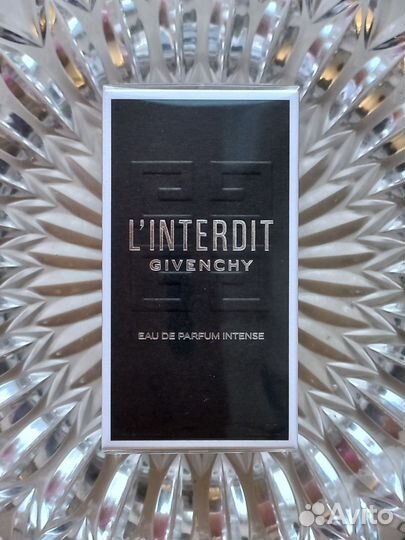 L'INTERDIT
GIVENCHY
EAU DE PARFUM INTENSE
Avito